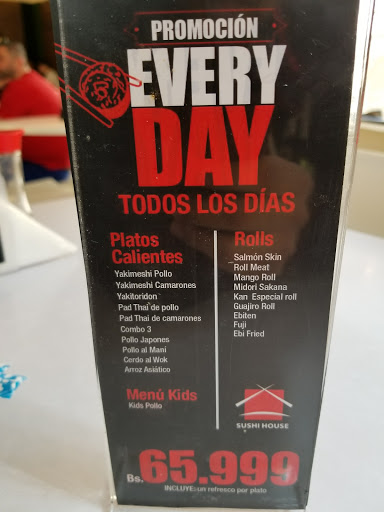 PROMOCIÓN
EVERY
DAY
TODOS LOS DÍAS
Platos
Calientes
Yakimeshi Pollo
Yakimeshi Camarones
Yakitoridon
Pad Thai de pollo
Pad Thai de camarones
Combo 3
Pollo Japones
Pollo al Maní
Cerdo al Wok
Arroz Asiático
Menú Kids
Kids Pollo
Rolls
Salmón Skin
Roll Meat
Mango Roll
Midori Sakana
Kan Especial roll
Guajiro Roll
Ebiten
Fuji
Ebi Fried
SUSHI HOUSE
Bs. 65.999
INCLUYE: un refresco por plato